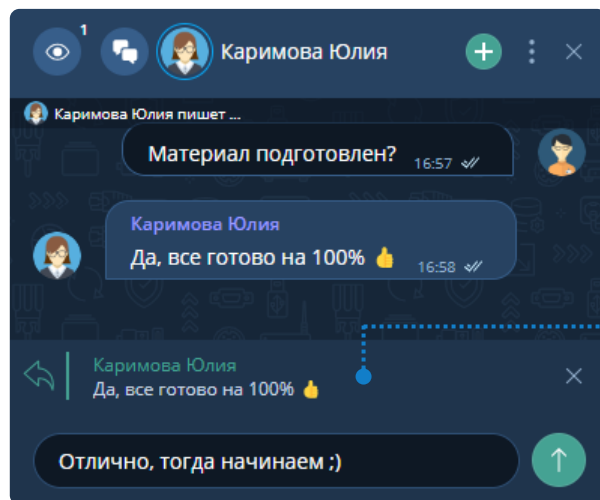 1
Каримова Юлия
Каримова Юлия пишет ...
Материал подготовлен? 16:57
Каримова Юлия
Да, все готово на 100% 👍 16:58
Каримова Юлия
Да, все готово на 100% 👍
Отлично, тогда начинаем ;)